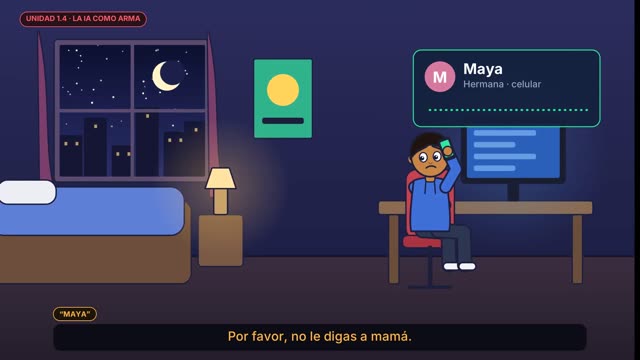 UNIDAD 1.4 · LA IA COMO ARMA
M
Maya
Hermana · celular
“MAYA”
Por favor, no le digas a mamá.